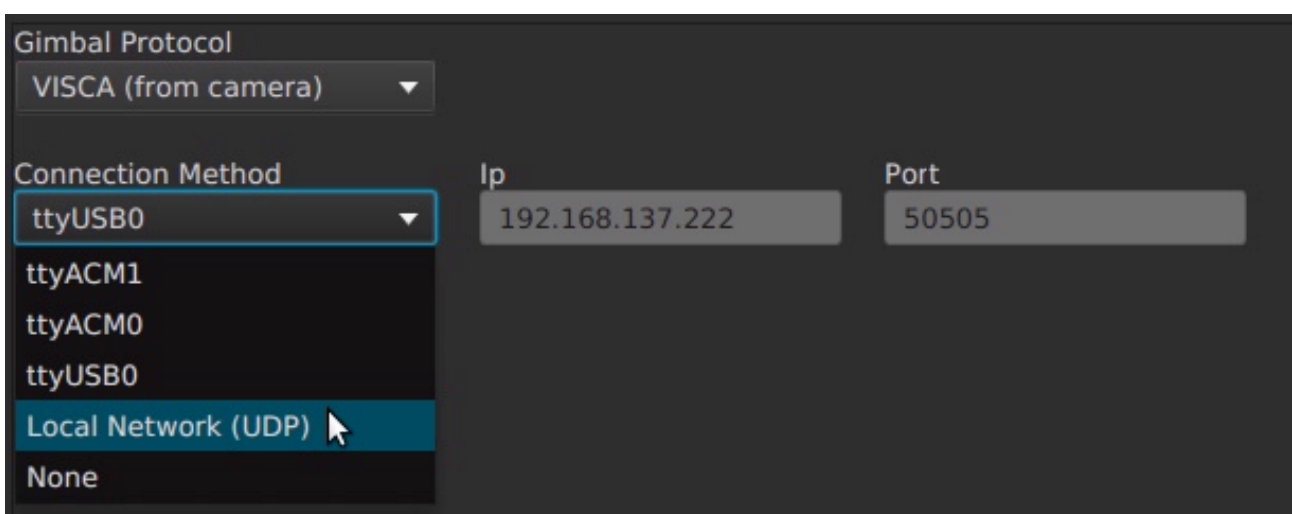 Gimbal Protocol
VISCA (from camera)
Connection Method
Ip
Port
ttyUSB0
192.168.137.222
50505
ttyACM1
ttyACM0
ttyUSB0
Local Network (UDP)
None